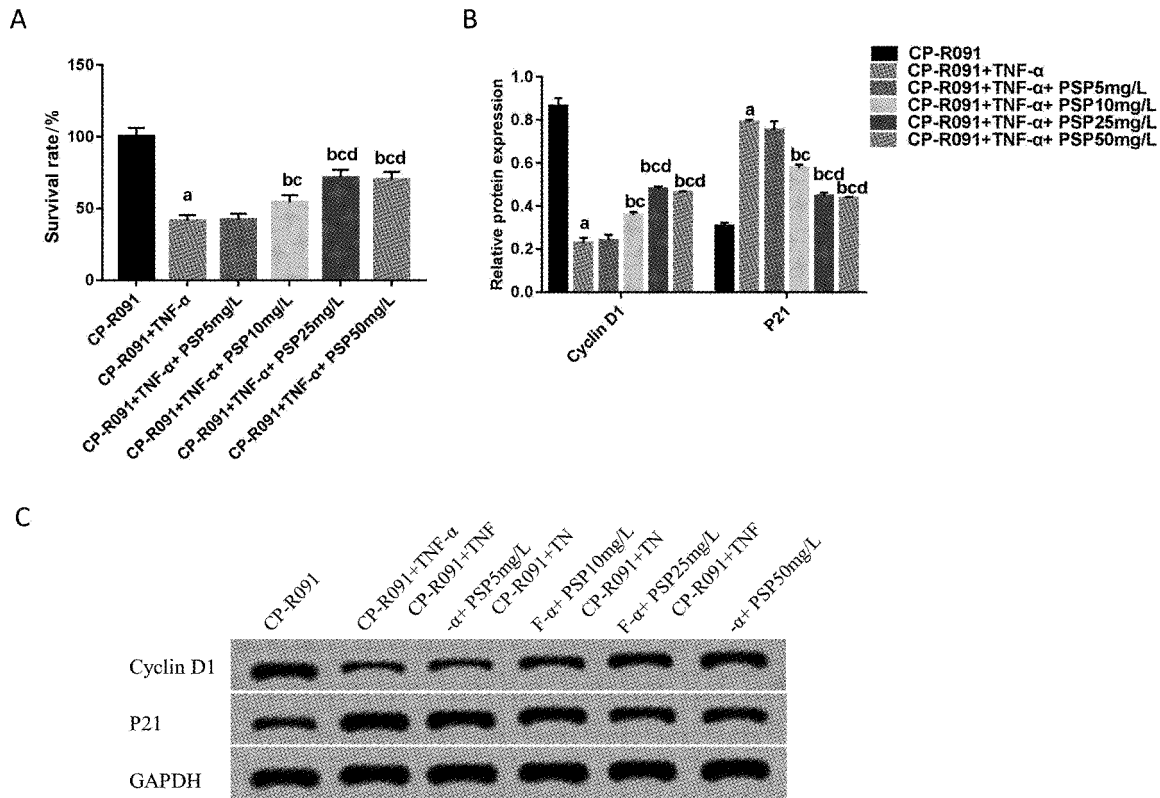 A
150
100
50
0
Survival rate/%
a
bc
bcd
bcd
CP-R091
CP-R091+TNF-α
CP-R091+TNF-α+ PSP5mg/L
CP-R091+TNF-α+ PSP10mg/L
CP-R091+TNF-α+ PSP25mg/L
CP-R091+TNF-α+ PSP50mg/L
B
1.0
0.8
0.6
0.4
0.2
0.0
Relative protein expression
a
bc
bcd
bcd
a
bc
bcd
bcd
Cyclin D1
P21
CP-R091
CP-R091+TNF-α
CP-R091+TNF-α+ PSP5mg/L
CP-R091+TNF-α+ PSP10mg/L
CP-R091+TNF-α+ PSP25mg/L
CP-R091+TNF-α+ PSP50mg/L
C
CP-R091
CP-R091+TNF-α
CP-R091+TNF
-α+ PSP5mg/L
CP-R091+TN
F-α+ PSP10mg/L
CP-R091+TN
F-α+ PSP25mg/L
CP-R091+TNF
-α+ PSP50mg/L
Cyclin D1
P21
GAPDH